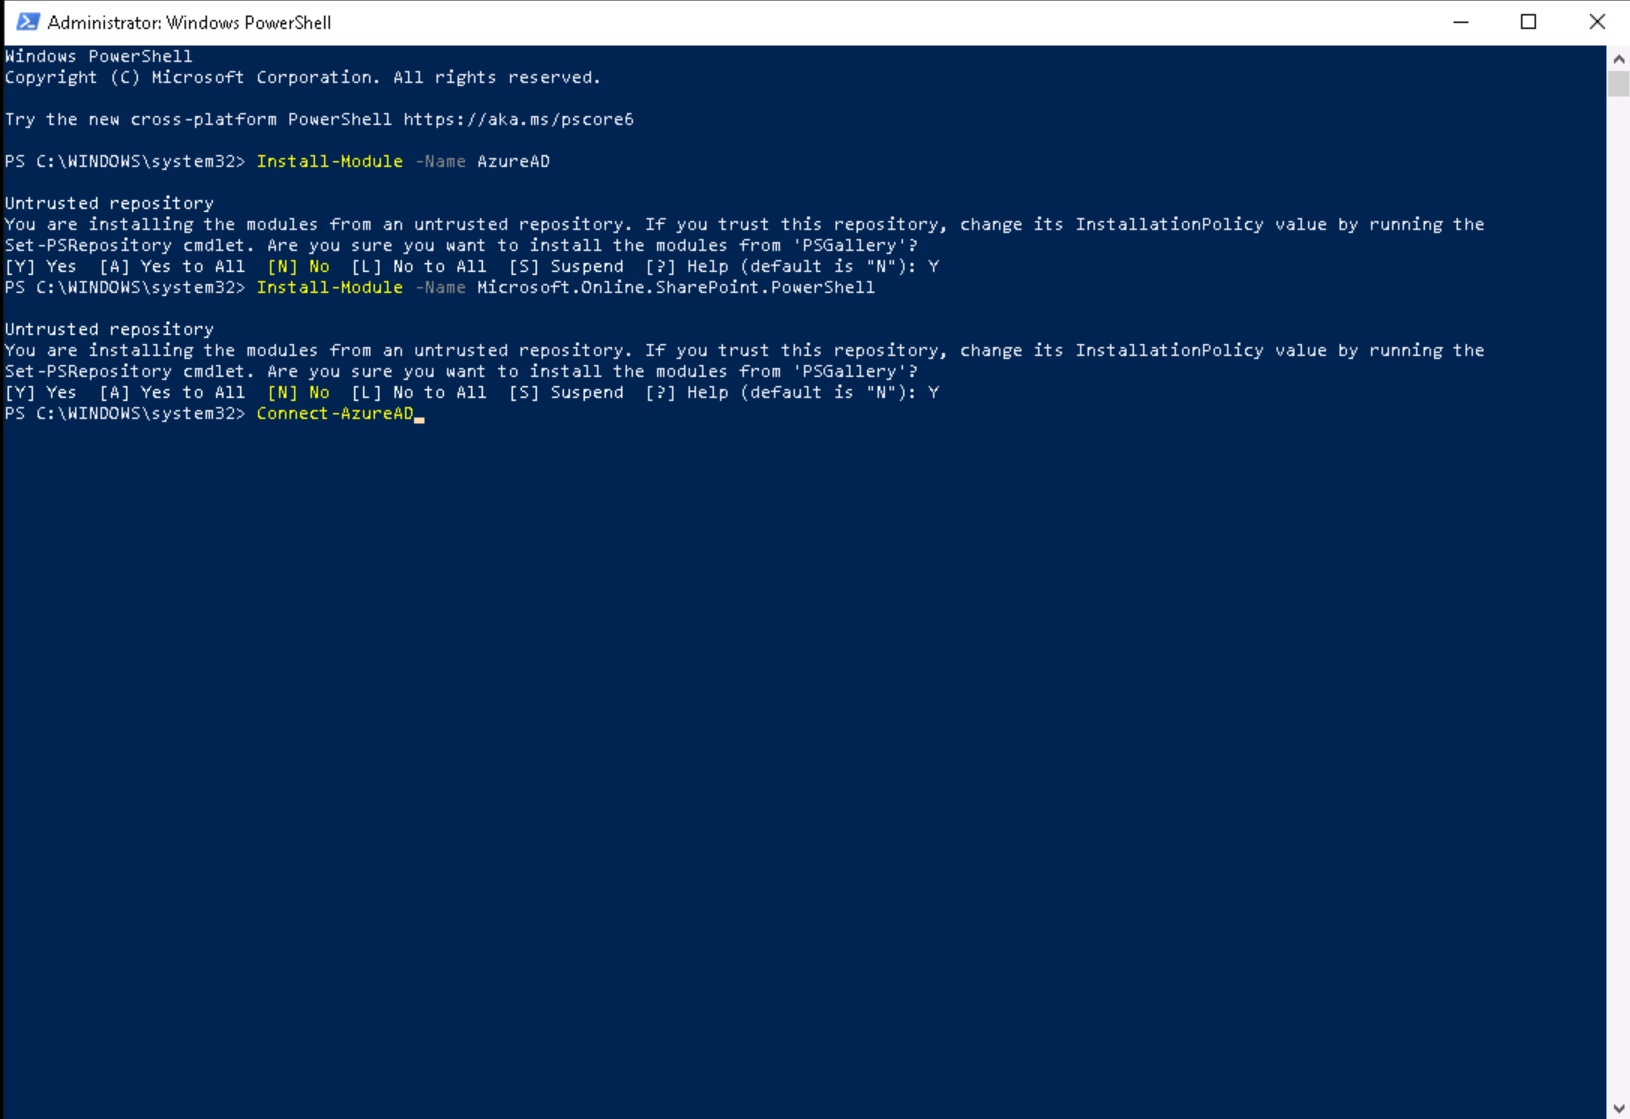 Administrator: Windows PowerShell
Windows PowerShell
Copyright (C) Microsoft Corporation. All rights reserved.
Try the new cross-platform PowerShell https://aka.ms/pscore6
PS C:\WINDOWS\system32> Install-Module -Name AzureAD
Untrusted repository
You are installing the modules from an untrusted repository. If you trust this repository, change its InstallationPolicy value by running the
Set-PSRepository cmdlet. Are you sure you want to install the modules from 'PSGallery'?
[Y] Yes  [A] Yes to All  [N] No  [L] No to All  [S] Suspend  [?] Help (default is "N"): Y
PS C:\WINDOWS\system32> Install-Module -Name Microsoft.Online.SharePoint.PowerShell
Untrusted repository
You are installing the modules from an untrusted repository. If you trust this repository, change its InstallationPolicy value by running the
Set-PSRepository cmdlet. Are you sure you want to install the modules from 'PSGallery'?
[Y] Yes  [A] Yes to All  [N] No  [L] No to All  [S] Suspend  [?] Help (default is "N"): Y
PS C:\WINDOWS\system32> Connect-AzureAD